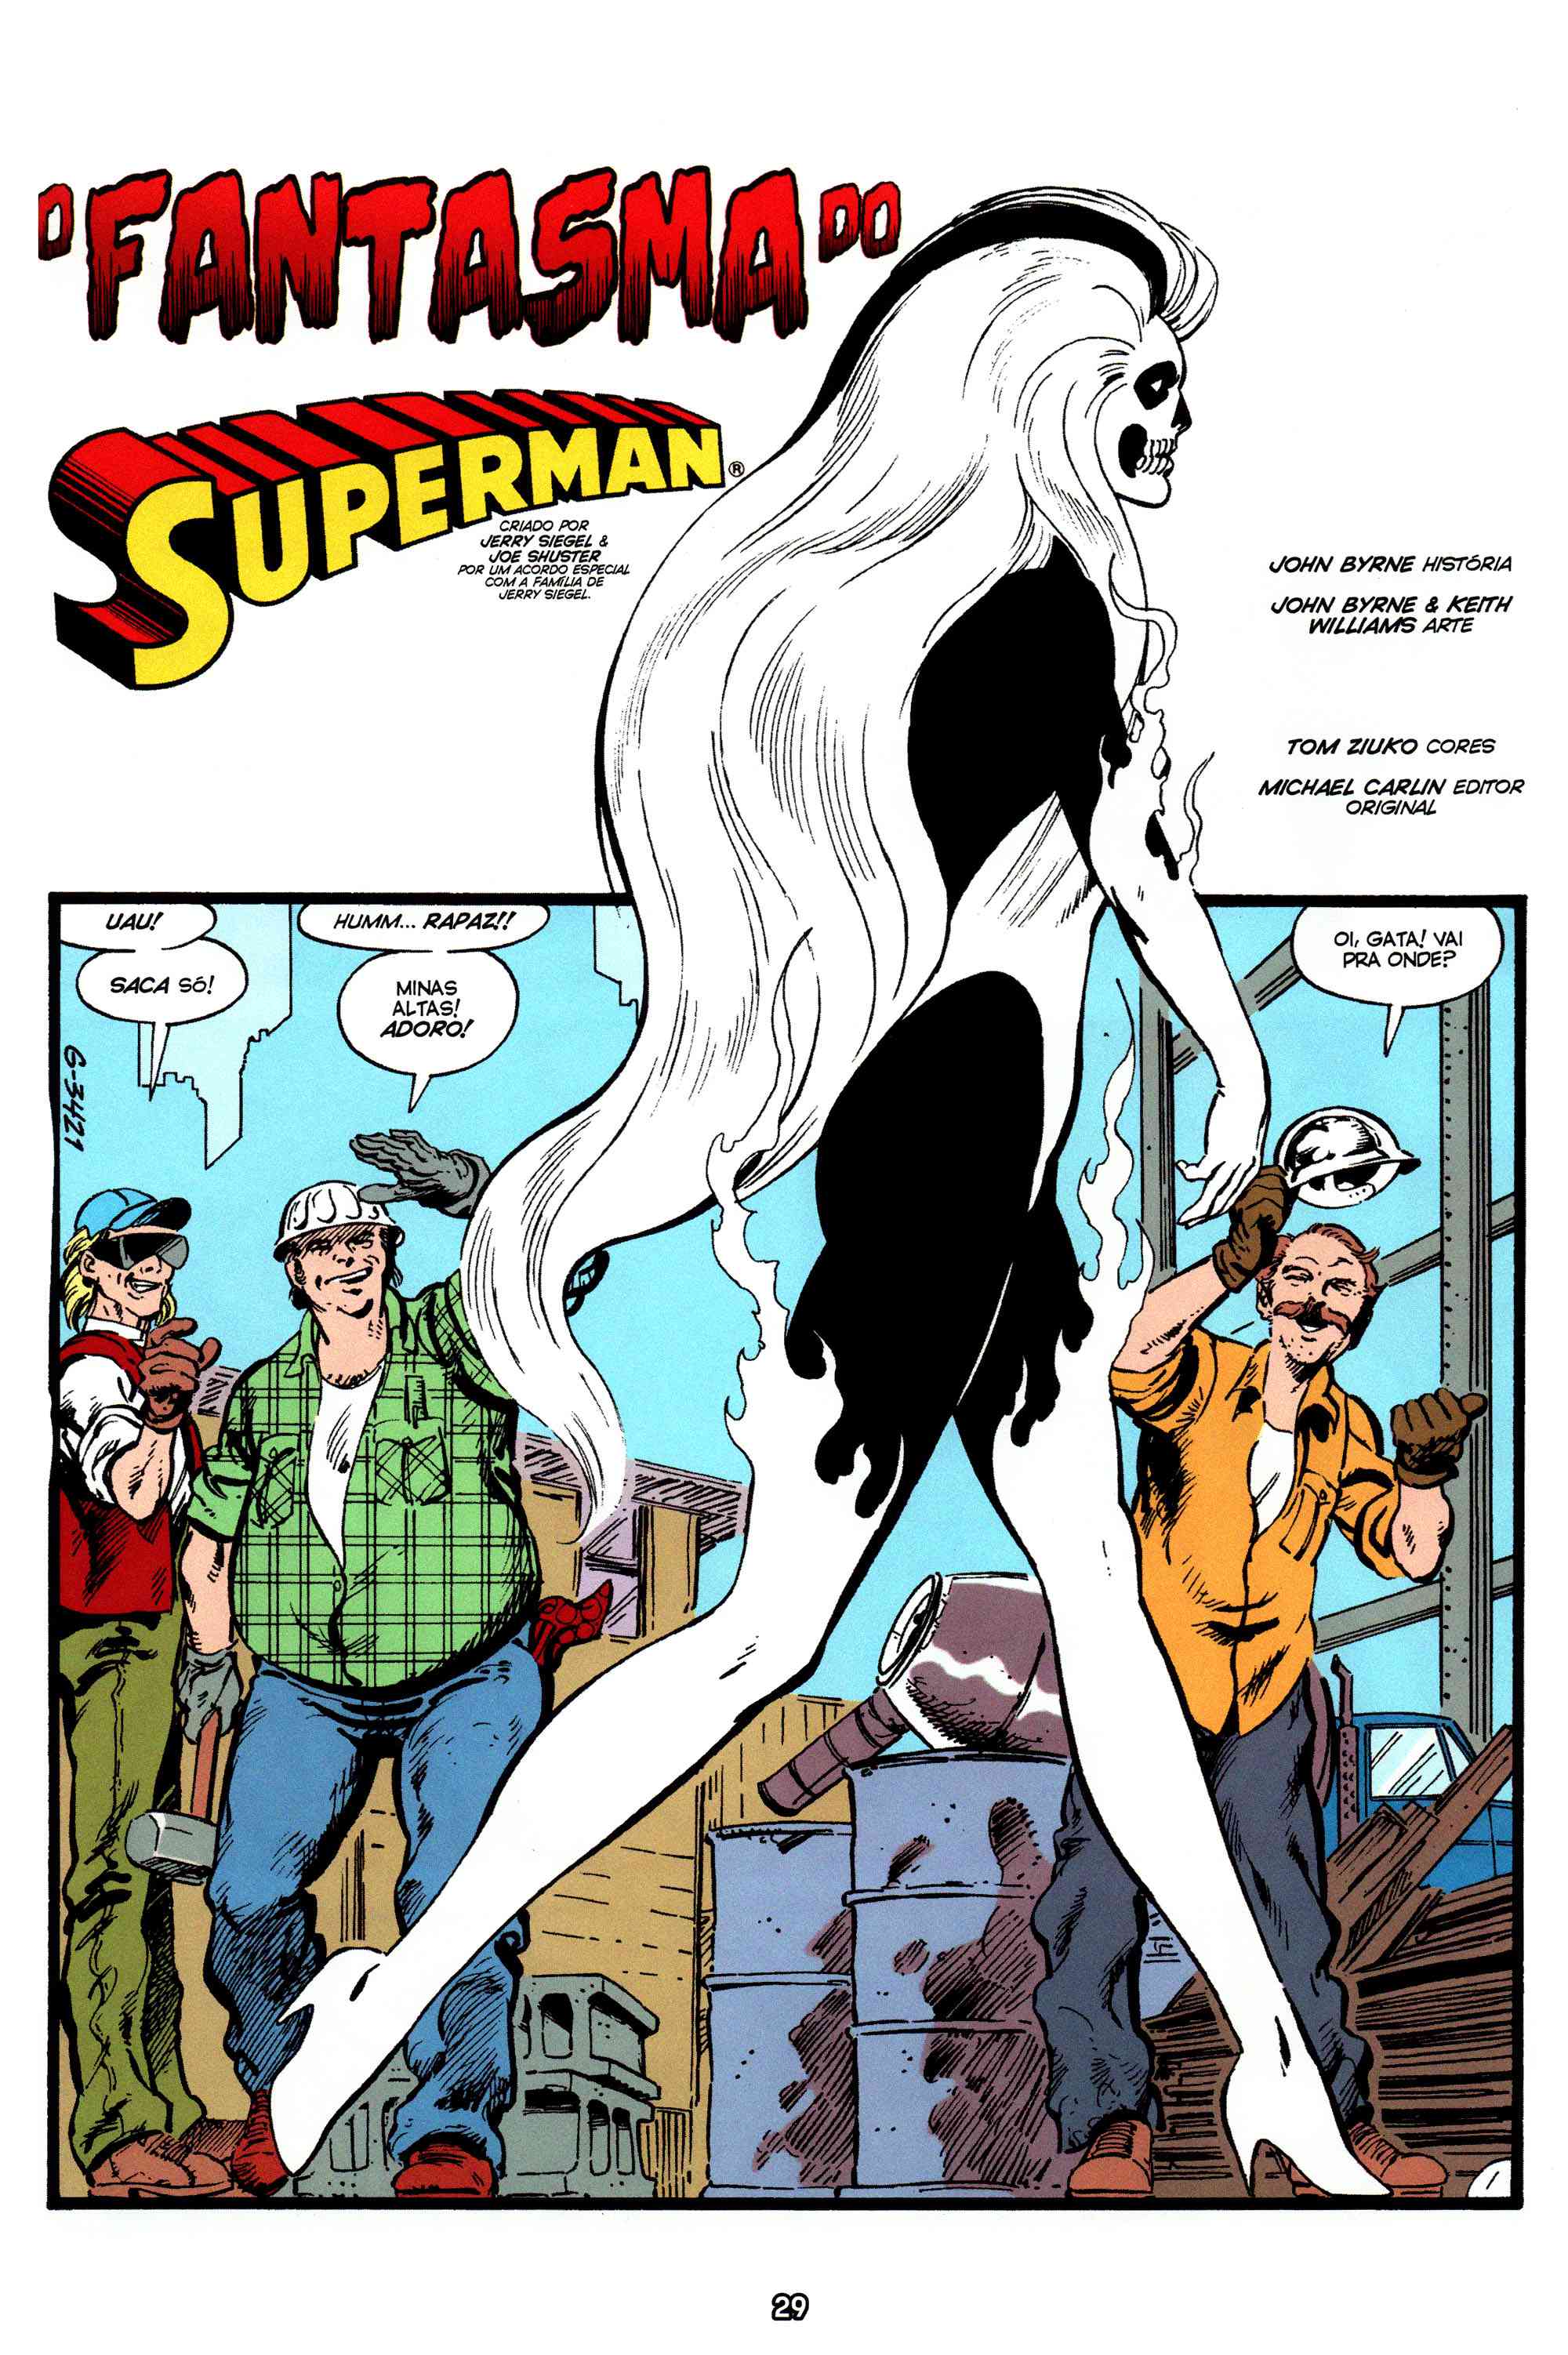 O FANTASMA DO
SUPERMAN®
CRIADO POR
JERRY SIEGEL &
JOE SHUSTER
POR UM ACORDO ESPECIAL
COM A FAMÍLIA DE
JERRY SIEGEL.
JOHN BYRNE HISTÓRIA
JOHN BYRNE & KEITH
WILLIAMS ARTE
TOM ZIUKO CORES
MICHAEL CARLIN EDITOR
ORIGINAL
UAU!
SACA SÓ!
HUMM... RAPAZ!!
MINAS
ALTAS!
ADORO!
OI, GATA! VAI
PRA ONDE?
G-3421
1
29